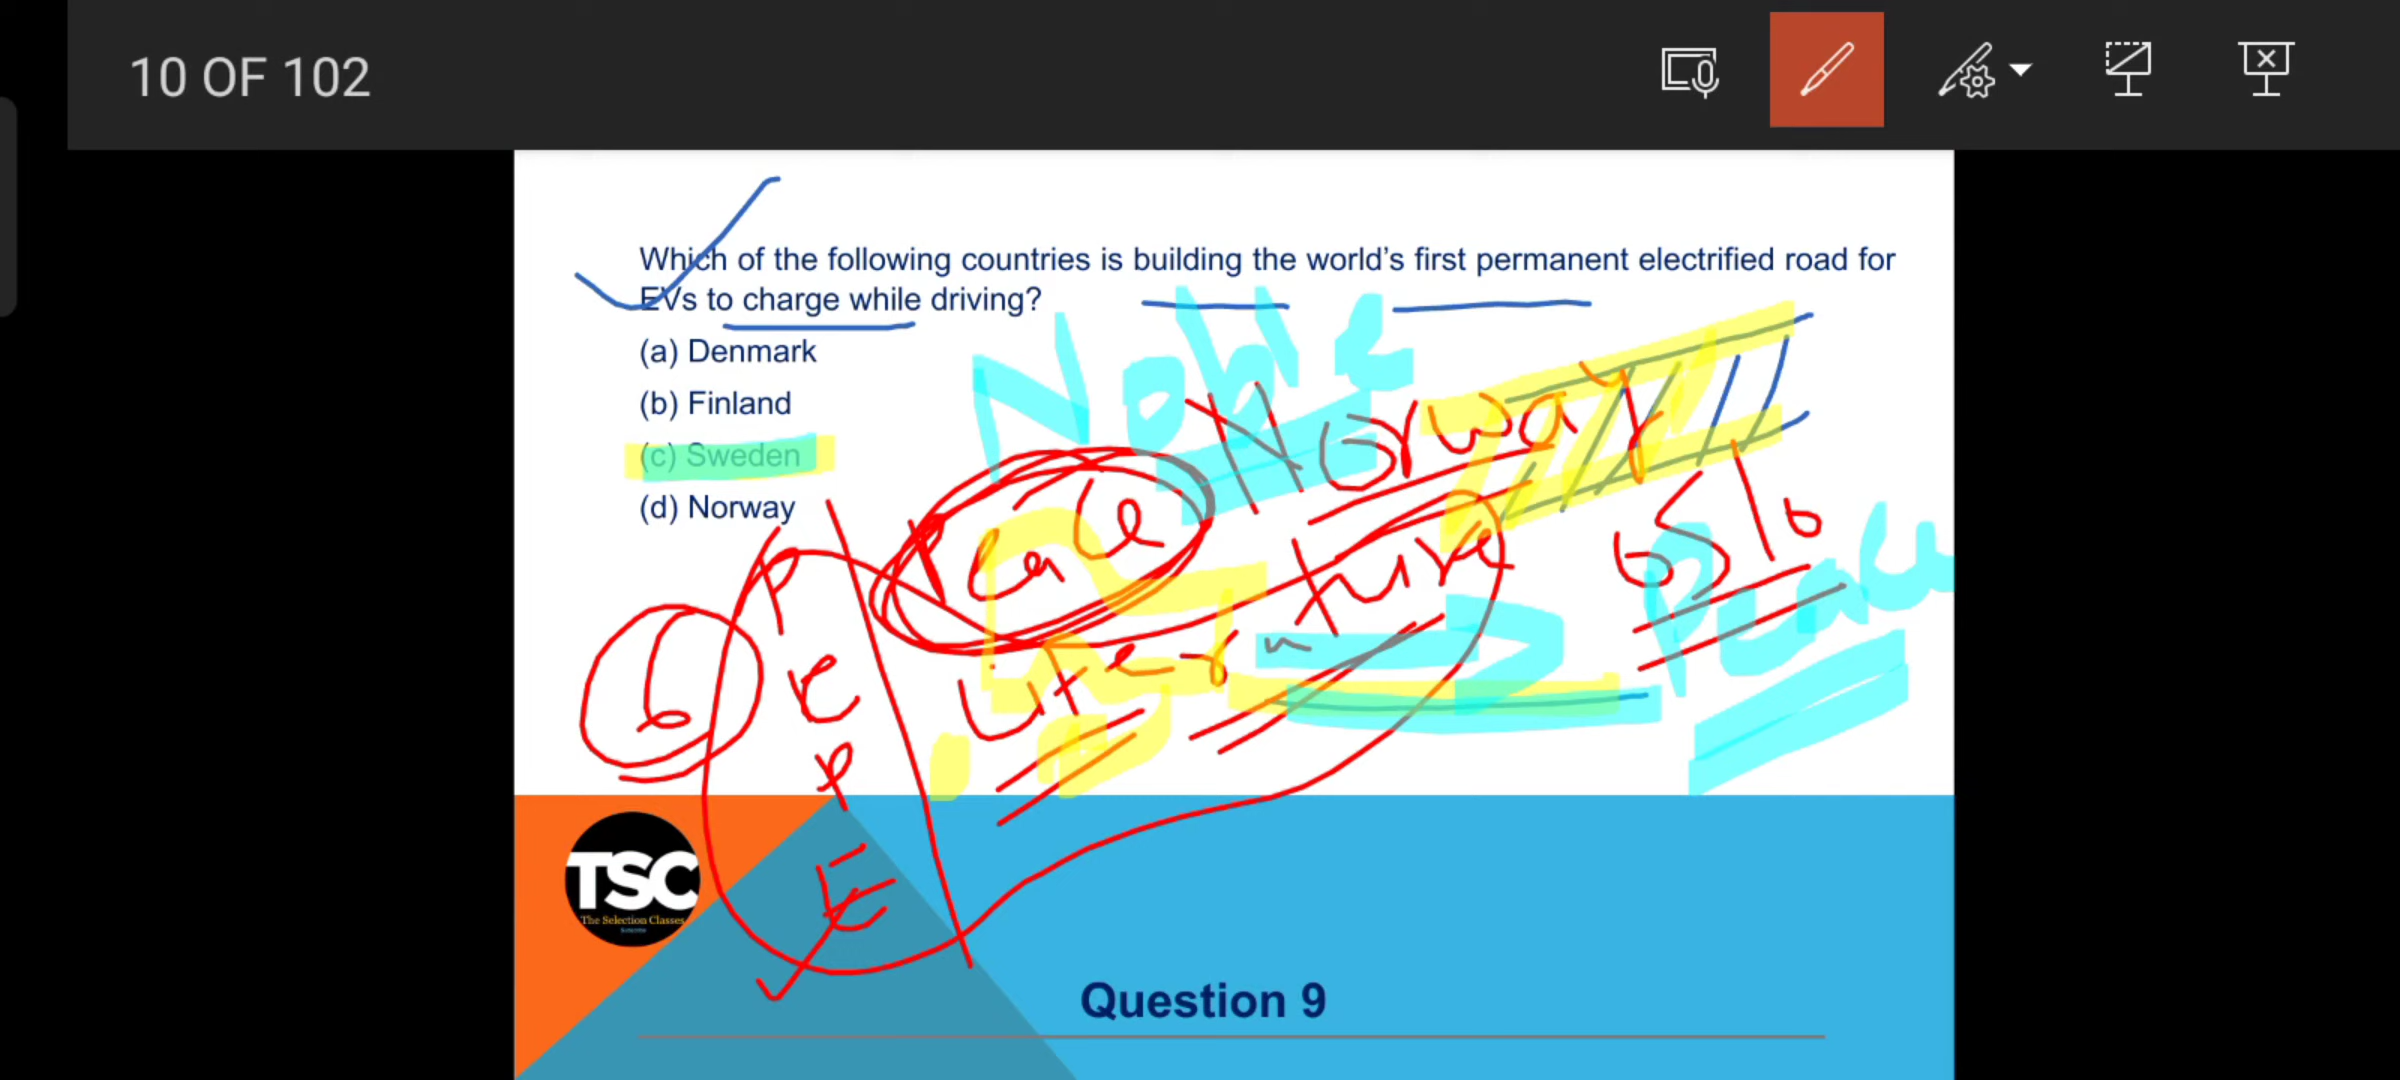 10 OF 102
Which of the following countries is building the world's first permanent electrified road for
EVs to charge while driving?
(a) Denmark
(b) Finland
(c) Sweden
(d) Norway
Noble
Norway
Peace
6
TSC
The Selection Classes
Question 9